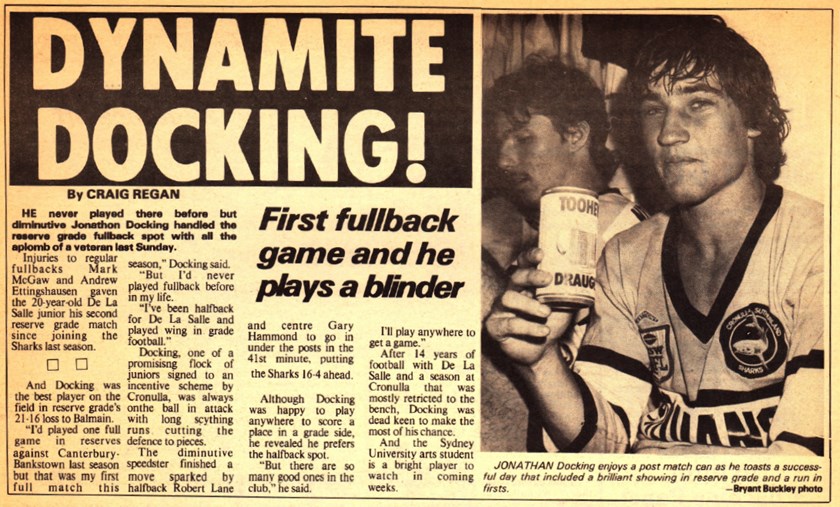 DYNAMITE
DOCKING!
By CRAIG REGAN
HE never played there before but
diminutive Jonathon Docking handled the
reserve grade fullback spot with all the
aplomb of a veteran last Sunday.
Injuries to regular
fullbacks Mark
McGaw and Andrew
Ettingshausen gaven
the 20-year-old De La
Salle junior his second
reserve grade match
since joining the
Sharks last season.
And Docking was
the best player on the
field in reserve grade's
21-16 loss to Balmain.
"I'd played one full
game in reserves
against Canterbury-
Bankstown last season
but that was my first
full match this
season," Docking said.
"But I'd never
played fullback before
in my life.
"I've been halfback
for De La Salle and
played wing in grade
football."
Docking, one of a
promisisng flock of
juniors signed to an
incentive scheme by
Cronulla, was always
onthe ball in attack
with long scything
runs cutting the
defence to pieces.
The diminutive
speedster finished a
move sparked by
halfback Robert Lane
First fullback
game and he
plays a blinder
and centre Gary
Hammond to go in
under the posts in the
41st minute, putting
the Sharks 16-4 ahead.
Although Docking
was happy to play
anywhere to score a
place in a grade side,
he revealed he prefers
the halfback spot.
"But there are so
many good ones in the
club," he said.
I'll play anywhere to
get a game."
After 14 years of
football with De La
Salle and a season at
Cronulla that was
mostly retricted to the
bench, Docking was
dead keen to make the
most of his chance.
And the Sydney
University arts student
is a bright player to
watch in coming
weeks.
TOOHE
DRAUG
CRONULLA SUTHERLAND
SHARKS
JONATHAN Docking enjoys a post match can as he toasts a success-
ful day that included a brilliant showing in reserve grade and a run in
firsts.
—Bryant Buckley photo